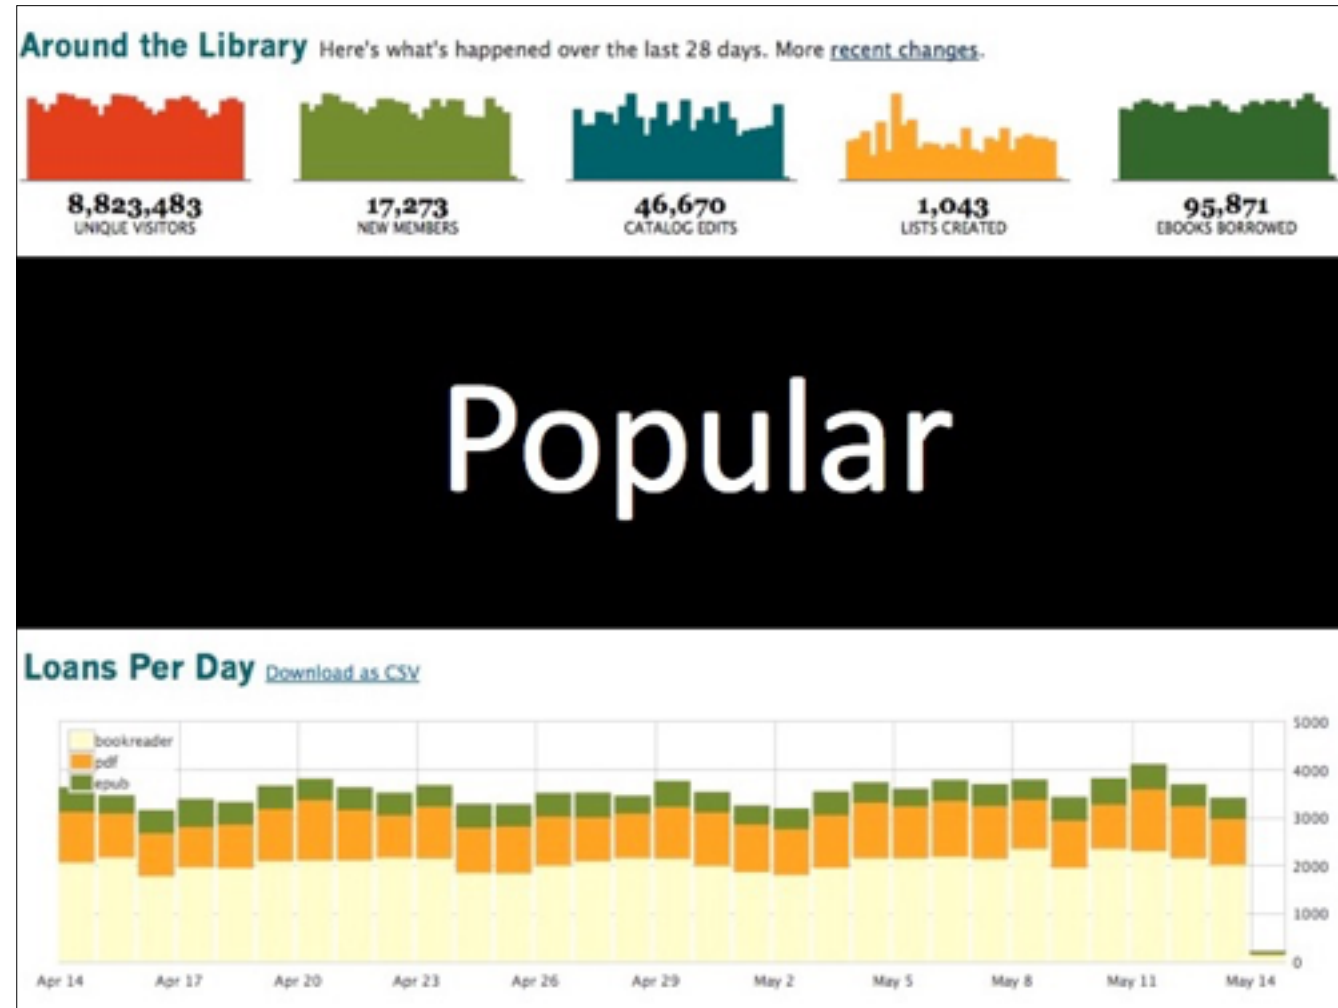 Around the Library Here's what's happened over the last 28 days. More recent changes.
8,823,483 17,273 46,670 1,043 95,871
UNIQUE VISITORS NEW MEMBERS CATALOG EDITS LISTS CREATED EBOOKS BORROWED
Popular
Loans Per Day Download as CSV
5000
bookreader
pdf
4000
epub
3000
2000
1000
0
Apr 14 Apr 17 Apr 20 Apr 23 Apr 26 Apr 29 May 2 May 5 May 8 May 11 May 14